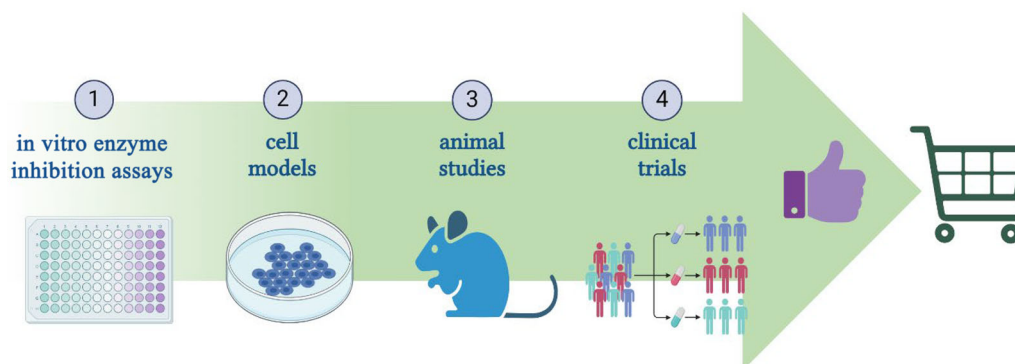 1
in vitro enzyme
inhibition assays
2
cell
models
3
animal
studies
4
clinical
trials